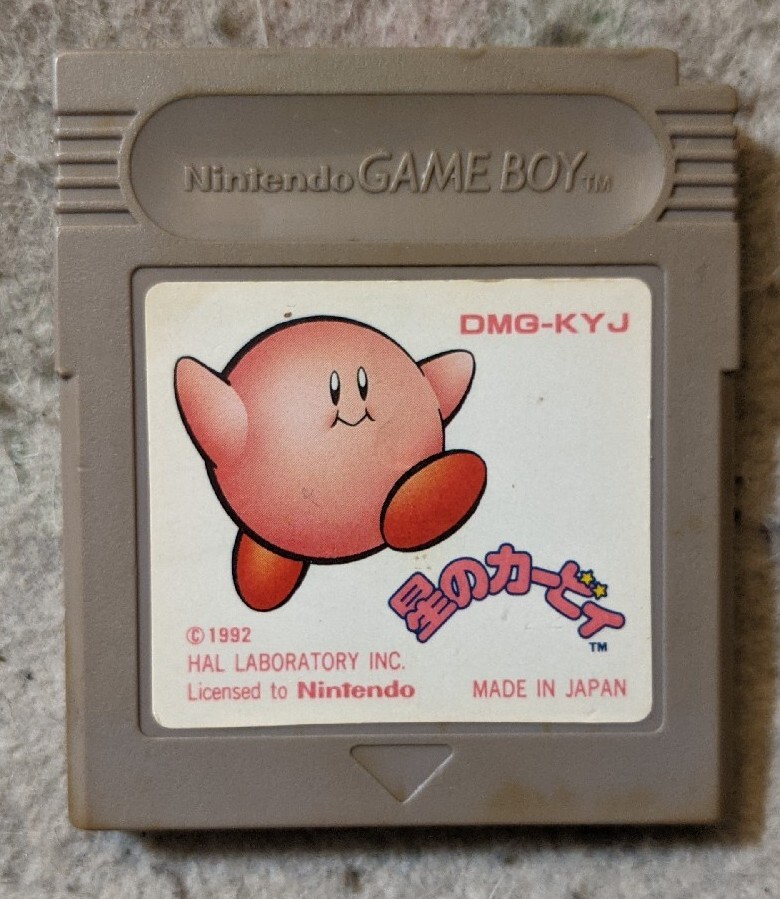 Nintendo GAME BOY TM
DMG-KYJ
星のカービィ
TM
©1992
HAL LABORATORY INC.
Licensed to Nintendo
MADE IN JAPAN